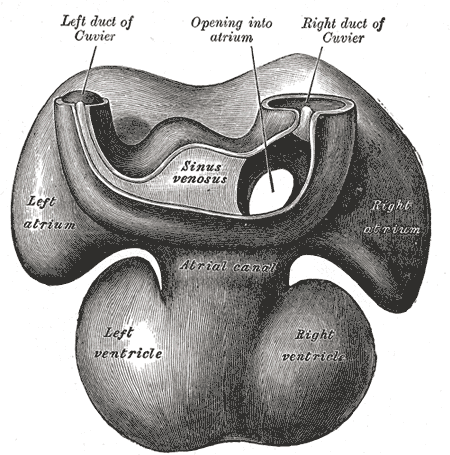 Left duct of
Cuvier
Opening into
atrium
Right duct of
Cuvier
Sinus
venosus
Left
atrium
Right
atrium
Atrial canal
Left
ventricle
Right
ventricle